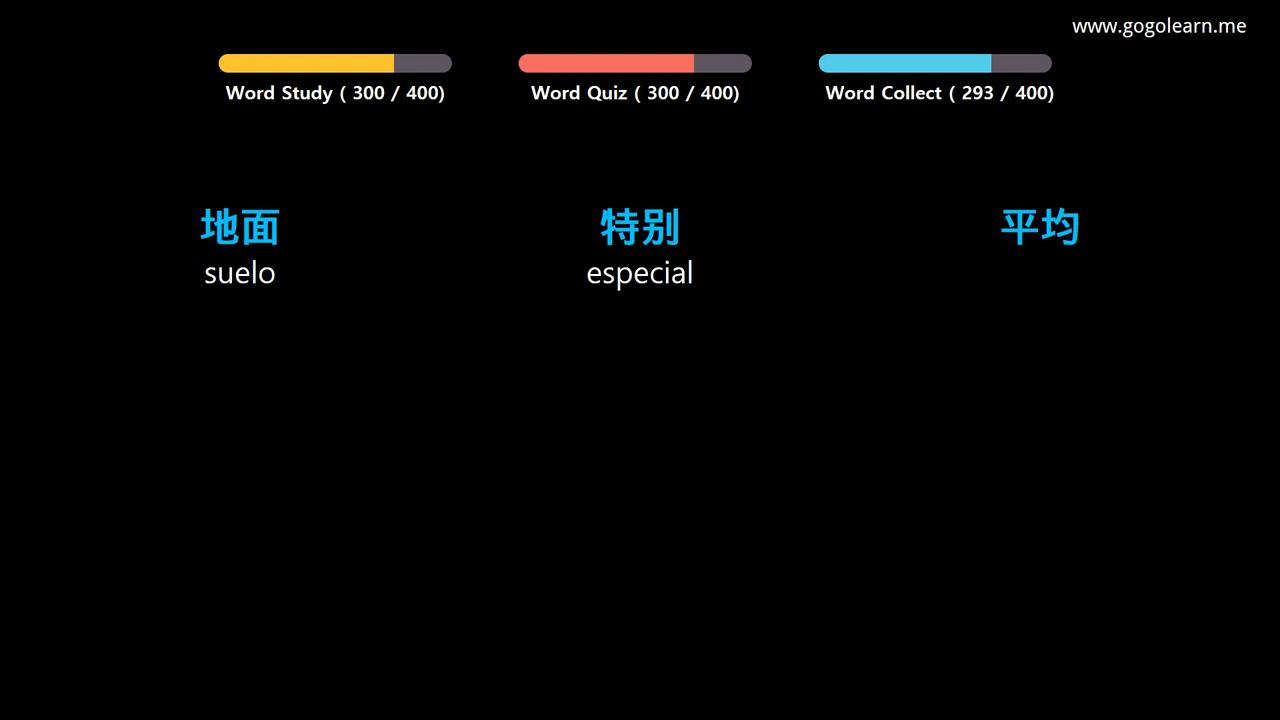 www.gogolearn.me
Word Study ( 300 / 400)
Word Quiz ( 300 / 400)
Word Collect ( 293 / 400)
地面
特别
平均
suelo
especial